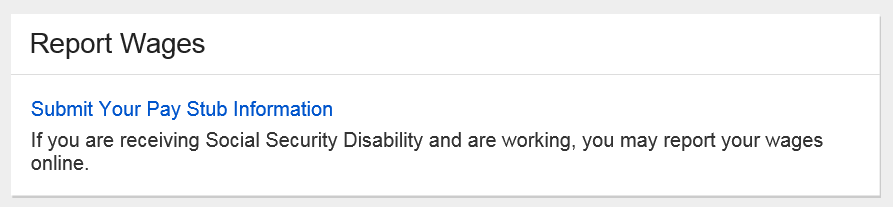 Report Wages
Submit Your Pay Stub Information
If you are receiving Social Security Disability and are working, you may report your wages
online.